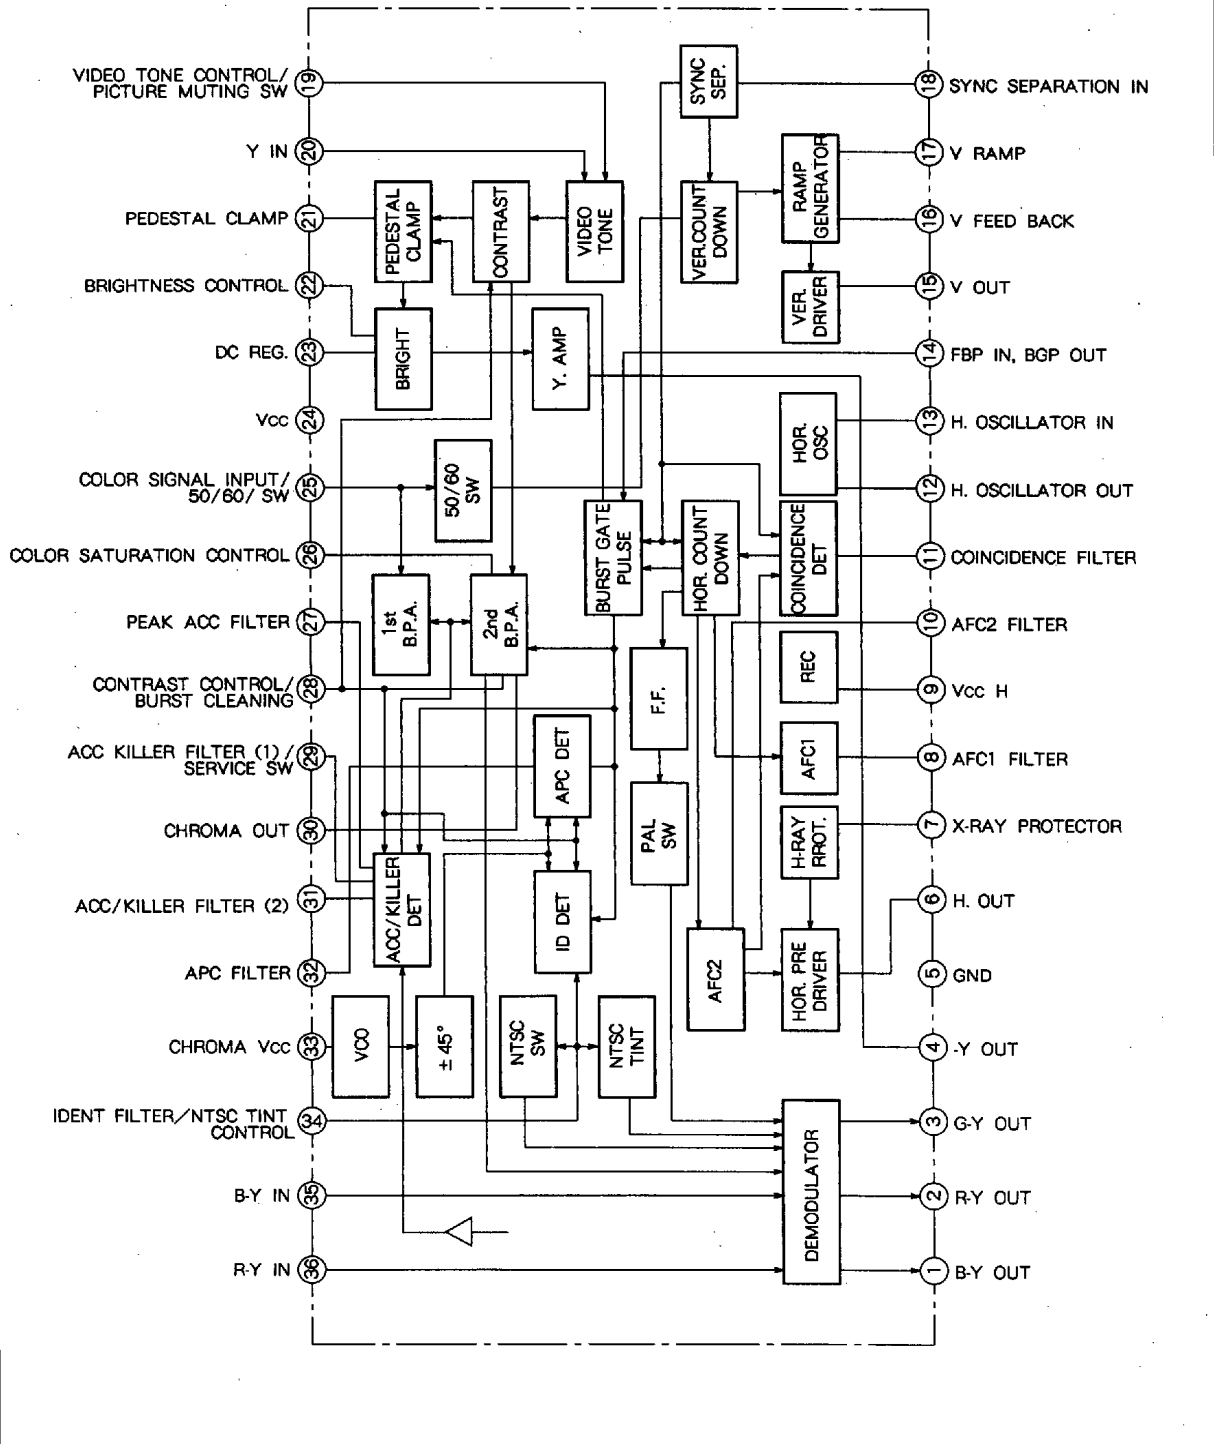 VIDEO TONE CONTROL/
PICTURE MUTING SW
19
Y IN
20
PEDESTAL CLAMP
21
BRIGHTNESS CONTROL
22
DC REG.
23
Vcc
24
COLOR SIGNAL INPUT/
50/60/ SW
25
COLOR SATURATION CONTROL
26
PEAK ACC FILTER
27
CONTRAST CONTROL/
BURST CLEANING
28
ACC KILLER FILTER (1)/
SERVICE SW
29
CHROMA OUT
30
ACC/KILLER FILTER (2)
31
APC FILTER
32
CHROMA Vcc
33
IDENT FILTER/NTSC TINT
CONTROL
34
B-Y IN
35
R-Y IN
36
PEDESTAL
CLAMP
CONTRAST
VIDEO
TONE
BRIGHT
Y. AMP
50/60
SW
1st
B.P.A.
2nd
B.P.A.
BURST GATE
PULSE
APC DET
ACC/KILLER
DET
ID DET
VCO
± 45°
NTSC
SW
NTSC
TINT
SYNC
SEP.
VER.COUNT
DOWN
RAMP
GENERATOR
VER.
DRIVER
HOR.
OSC
HOR. COUNT
DOWN
COINCIDENCE
DET
REC
F.F.
AFC1
PAL
SW
H-RAY
RROT.
AFC2
HOR. PRE
DRIVER
DEMODULATOR
18
SYNC SEPARATION IN
17
V RAMP
16
V FEED BACK
15
V OUT
14
FBP IN, BGP OUT
13
H. OSCILLATOR IN
12
H. OSCILLATOR OUT
11
COINCIDENCE FILTER
10
AFC2 FILTER
9
Vcc H
8
AFC1 FILTER
7
X-RAY PROTECTOR
6
H. OUT
5
GND
4
-Y OUT
3
G-Y OUT
2
R-Y OUT
1
B-Y OUT